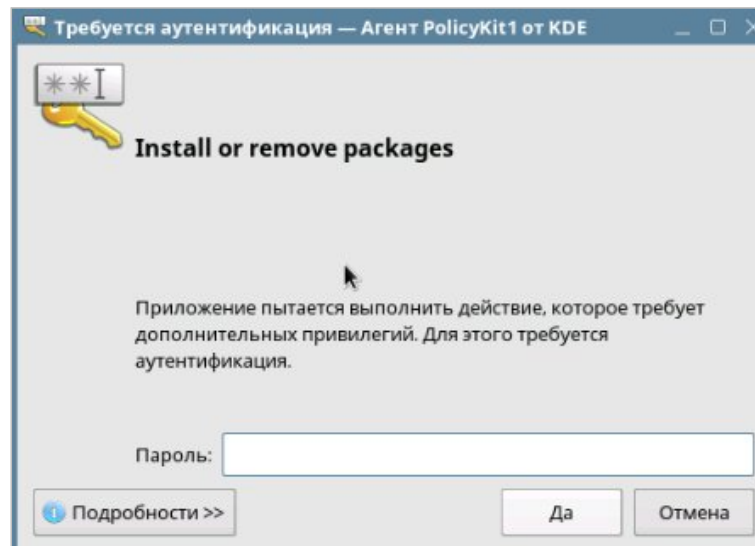 Требуется аутентификация — Агент PolicyKit1 от KDE
Install or remove packages
Приложение пытается выполнить действие, которое требует
дополнительных привилегий. Для этого требуется
аутентификация.
Пароль:
Подробности >>
Да
Отмена